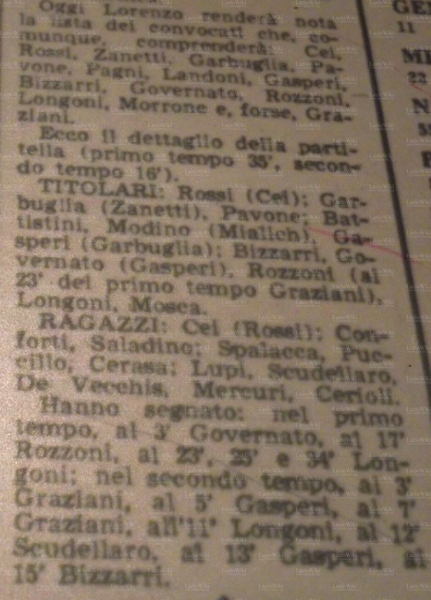 Oggi Lorenzo renderà nota
la lista dei convocati che, co-
munque, comprenderà: Cei,
Rossi, Zanetti, Garbuglia, Pa-
vone, Pagni, Landoni, Gasperi,
Bizzarri, Governato, Rozzoni,
Longoni, Morrone e, forse, Gra-
ziani.
Ecco il dettaglio della parti-
tella (primo tempo 35', secon-
do tempo 16').
TITOLARI: Rossi (Cei); Gar-
buglia (Zanetti), Pavone; Bat-
tistini, Modino (Mialich), Ga-
speri (Garbuglia); Bizzarri, Go-
vernato (Gasperi), Rozzoni (al
23' del primo tempo Graziani),
Longoni, Mosca.
RAGAZZI: Cei (Rossi); Con-
forti, Saladino; Spalacca, Puc-
cillo, Cerasa; Lupi, Scudellaro,
De Vecchis, Mercuri, Cerioli.
Hanno segnato: nel primo
tempo, al 3' Governato, al 17'
Rozzoni, al 23', 25' e 34' Lon-
goni; nel secondo tempo, al 3'
Graziani, al 5' Gasperi, al 7'
Graziani, all'11' Longoni, al 12'
Scudellaro, al 13' Gasperi, al
15' Bizzarri.
GE
11
22
N